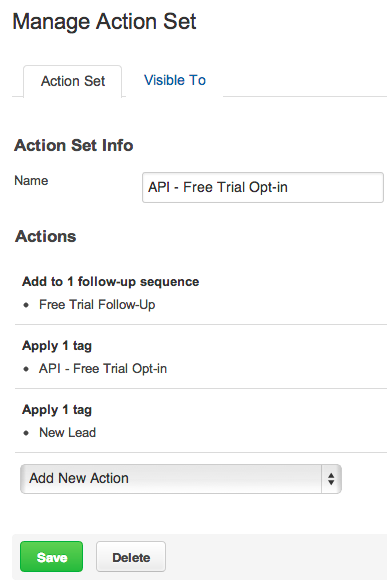 Manage Action Set
Action Set Visible To
Action Set Info
Name API - Free Trial Opt-in
Actions
Add to 1 follow-up sequence
• Free Trial Follow-Up
Apply 1 tag
• API - Free Trial Opt-in
Apply 1 tag
• New Lead
Add New Action
Save Delete